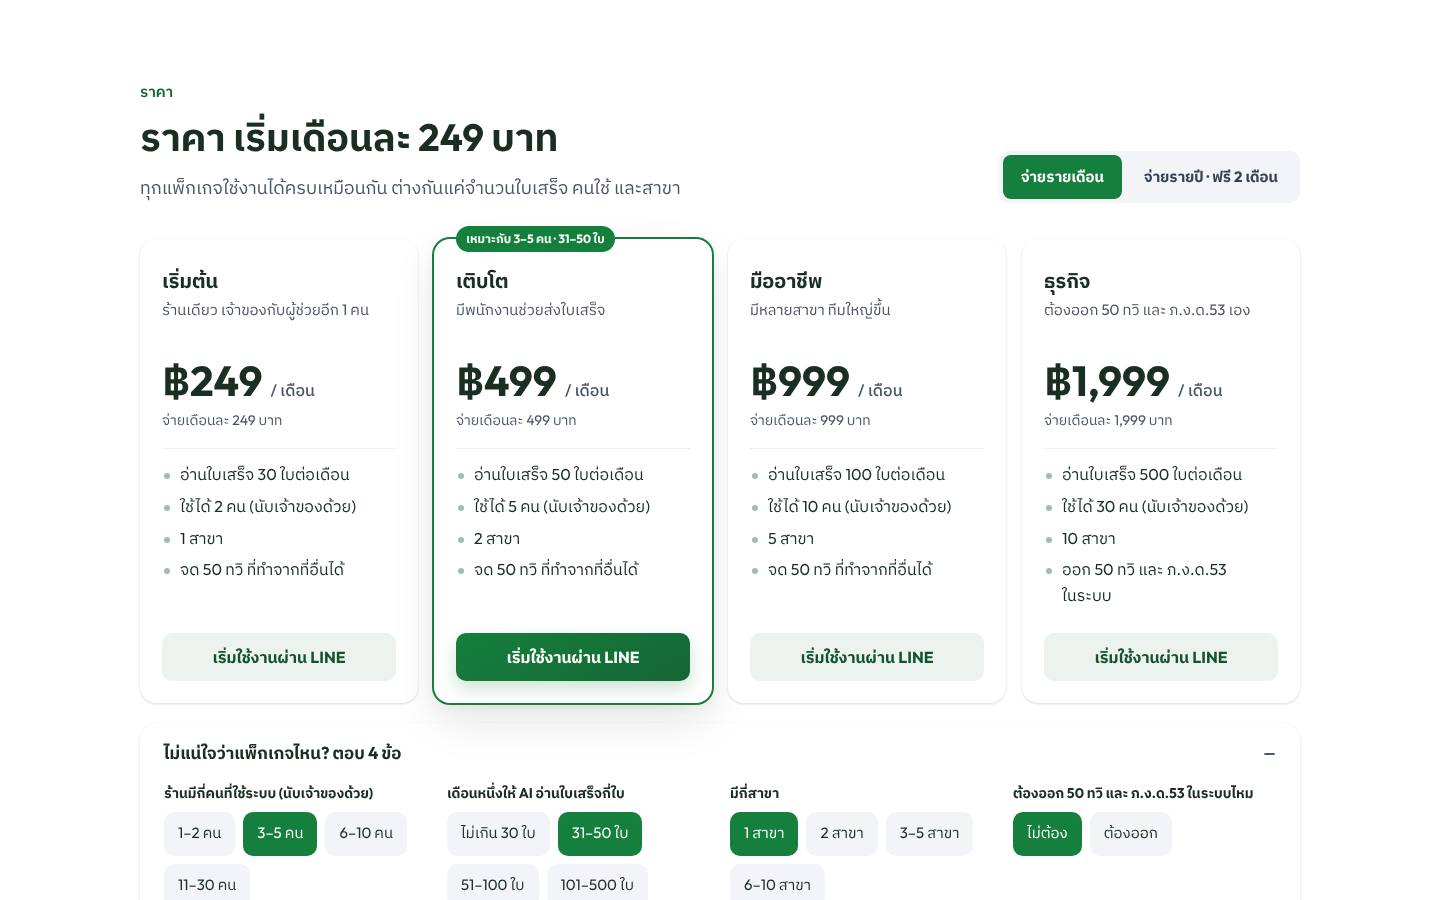 ราคา
ราคา เริ่มเดือนละ 249 บาท
ทุกแพ็กเกจใช้งานได้ครบเหมือนกัน ต่างกันแค่จำนวนใบเสร็จ คนใช้ และสาขา
จ่ายรายเดือน
จ่ายรายปี · ฟรี 2 เดือน
เริ่มต้น
ร้านเดียว เจ้าของกับผู้ช่วยอีก 1 คน
฿249 / เดือน
จ่ายเดือนละ 249 บาท
อ่านใบเสร็จ 30 ใบต่อเดือน
ใช้ได้ 2 คน (นับเจ้าของด้วย)
1 สาขา
จด 50 ทวิ ที่ทำจากที่อื่นได้
เริ่มใช้งานผ่าน LINE
เหมาะกับ 3–5 คน · 31–50 ใบ
เติบโต
มีพนักงานช่วยส่งใบเสร็จ
฿499 / เดือน
จ่ายเดือนละ 499 บาท
อ่านใบเสร็จ 50 ใบต่อเดือน
ใช้ได้ 5 คน (นับเจ้าของด้วย)
2 สาขา
จด 50 ทวิ ที่ทำจากที่อื่นได้
เริ่มใช้งานผ่าน LINE
มืออาชีพ
มีหลายสาขา ทีมใหญ่ขึ้น
฿999 / เดือน
จ่ายเดือนละ 999 บาท
อ่านใบเสร็จ 100 ใบต่อเดือน
ใช้ได้ 10 คน (นับเจ้าของด้วย)
5 สาขา
จด 50 ทวิ ที่ทำจากที่อื่นได้
เริ่มใช้งานผ่าน LINE
ธุรกิจ
ต้องออก 50 ทวิ และ ภ.ง.ด.53 เอง
฿1,999 / เดือน
จ่ายเดือนละ 1,999 บาท
อ่านใบเสร็จ 500 ใบต่อเดือน
ใช้ได้ 30 คน (นับเจ้าของด้วย)
10 สาขา
ออก 50 ทวิ และ ภ.ง.ด.53
ในระบบ
เริ่มใช้งานผ่าน LINE
ไม่แน่ใจว่าแพ็กเกจไหน? ตอบ 4 ข้อ
ร้านมีกี่คนที่ใช้ระบบ (นับเจ้าของด้วย)
1–2 คน
3–5 คน
6–10 คน
11–30 คน
เดือนหนึ่งให้ AI อ่านใบเสร็จกี่ใบ
ไม่เกิน 30 ใบ
31–50 ใบ
51–100 ใบ
101–500 ใบ
มีกี่สาขา
1 สาขา
2 สาขา
3–5 สาขา
6–10 สาขา
ต้องออก 50 ทวิ และ ภ.ง.ด.53 ในระบบไหม
ไม่ต้อง
ต้องออก